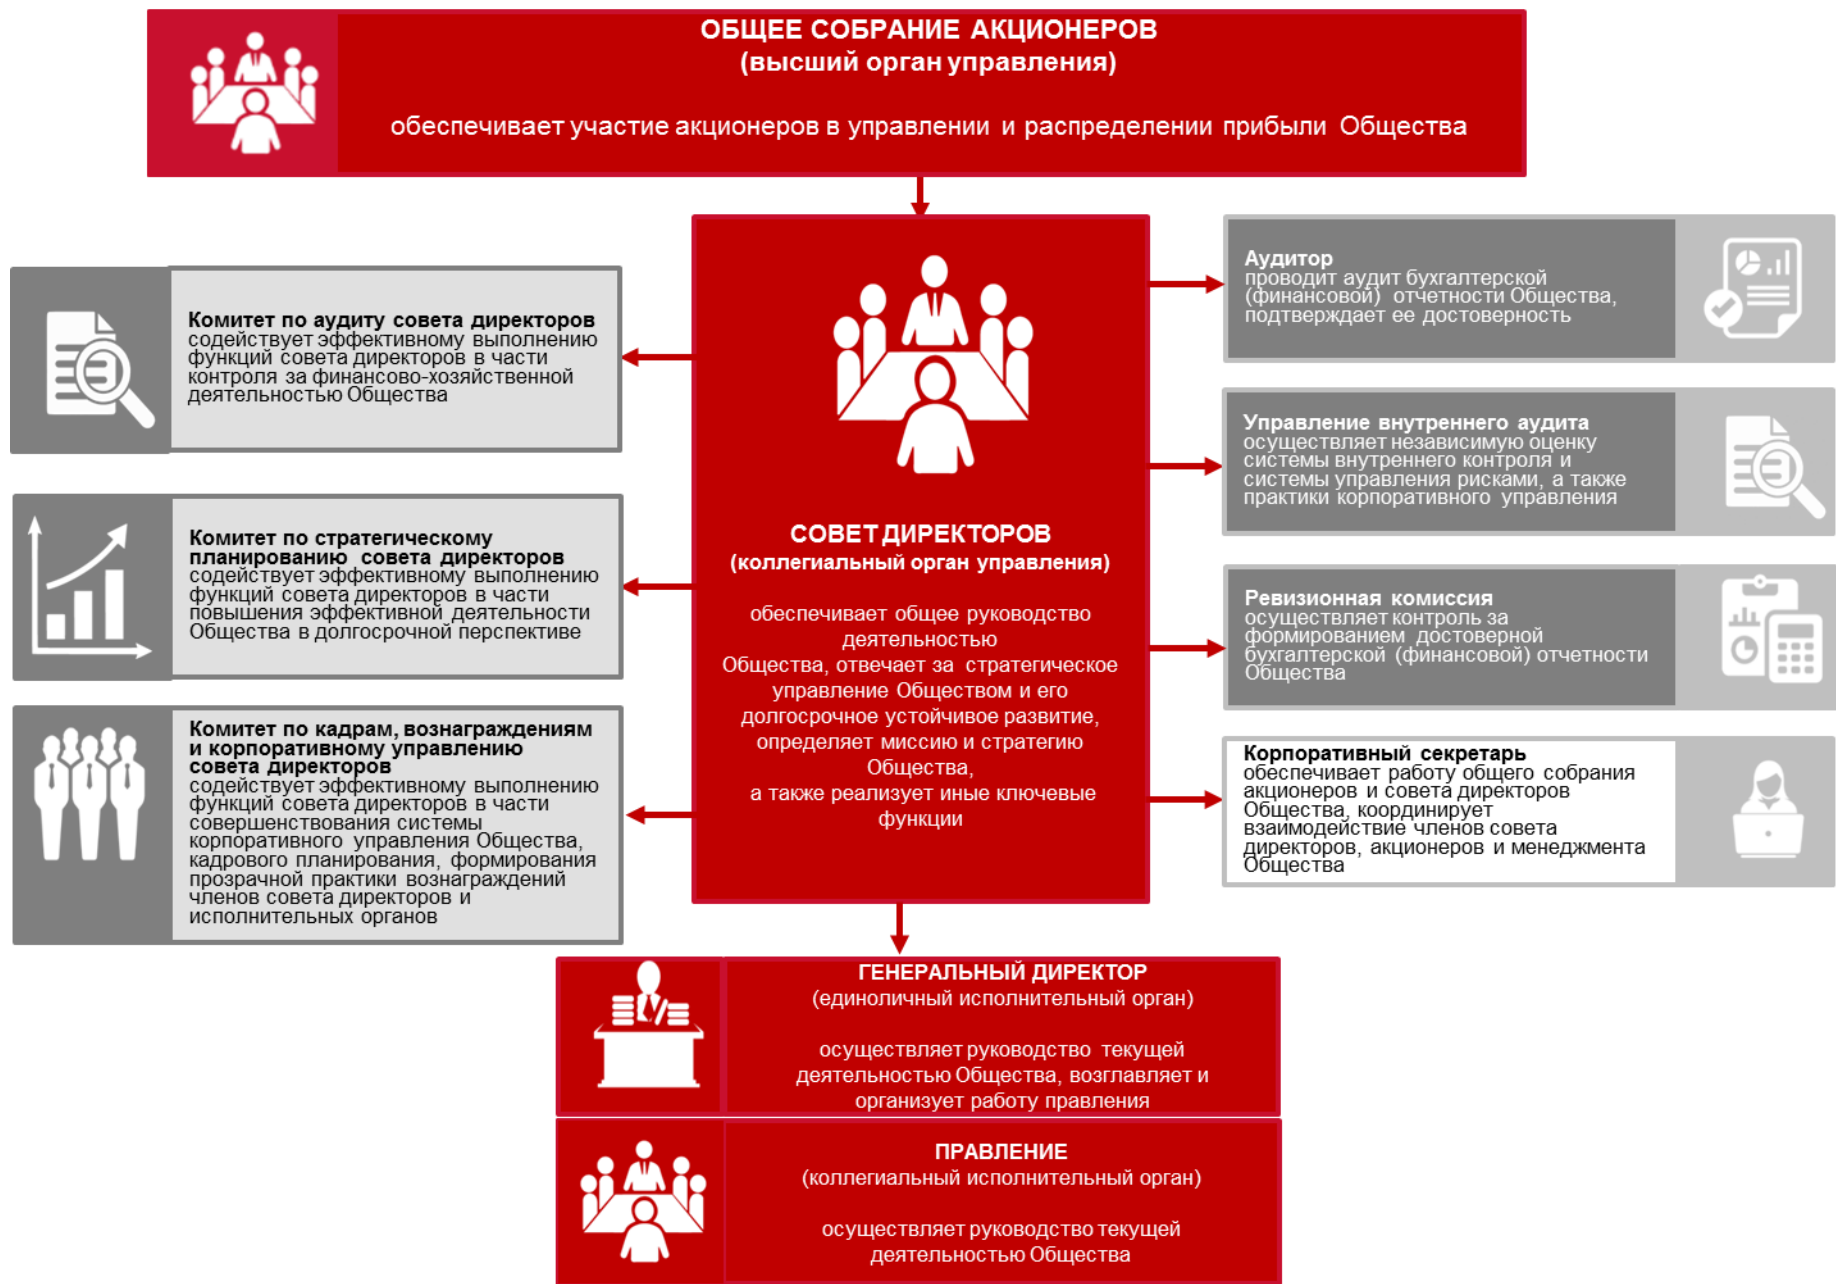 ОБЩЕЕ СОБРАНИЕ АКЦИОНЕРОВ
(высший орган управления)
обеспечивает участие акционеров в управлении и распределении прибыли Общества
Комитет по аудиту совета директоров
содействует эффективному выполнению
функций совета директоров в части
контроля за финансово-хозяйственной
деятельностью Общества
Комитет по стратегическому
планированию совета директоров
содействует эффективному выполнению
функций совета директоров в части
повышения эффективной деятельности
Общества в долгосрочной перспективе
Комитет по кадрам, вознаграждениям
и корпоративному управлению
совета директоров
содействует эффективному выполнению
функций совета директоров в части
совершенствования системы
корпоративного управления Общества,
кадрового планирования, формирования
прозрачной практики вознаграждений
членов совета директоров и
исполнительных органов
СОВЕТ ДИРЕКТОРОВ
(коллегиальный орган управления)
обеспечивает общее руководство
деятельностью
Общества, отвечает за стратегическое
управление Обществом и его
долгосрочное устойчивое развитие,
определяет миссию и стратегию
Общества,
а также реализует иные ключевые
функции
Аудитор
проводит аудит бухгалтерской
(финансовой) отчетности Общества,
подтверждает ее достоверность
Управление внутреннего аудита
осуществляет независимую оценку
системы внутреннего контроля и
системы управления рисками, а также
практики корпоративного управления
Ревизионная комиссия
осуществляет контроль за
формированием достоверной
бухгалтерской (финансовой) отчетности
Общества
Корпоративный секретарь
обеспечивает работу общего собрания
акционеров и совета директоров
Общества, координирует
взаимодействие членов совета
директоров, акционеров и менеджмента
Общества
ГЕНЕРАЛЬНЫЙ ДИРЕКТОР
(единоличный исполнительный орган)
осуществляет руководство текущей
деятельностью Общества, возглавляет и
организует работу правления
ПРАВЛЕНИЕ
(коллегиальный исполнительный орган)
осуществляет руководство текущей
деятельностью Общества